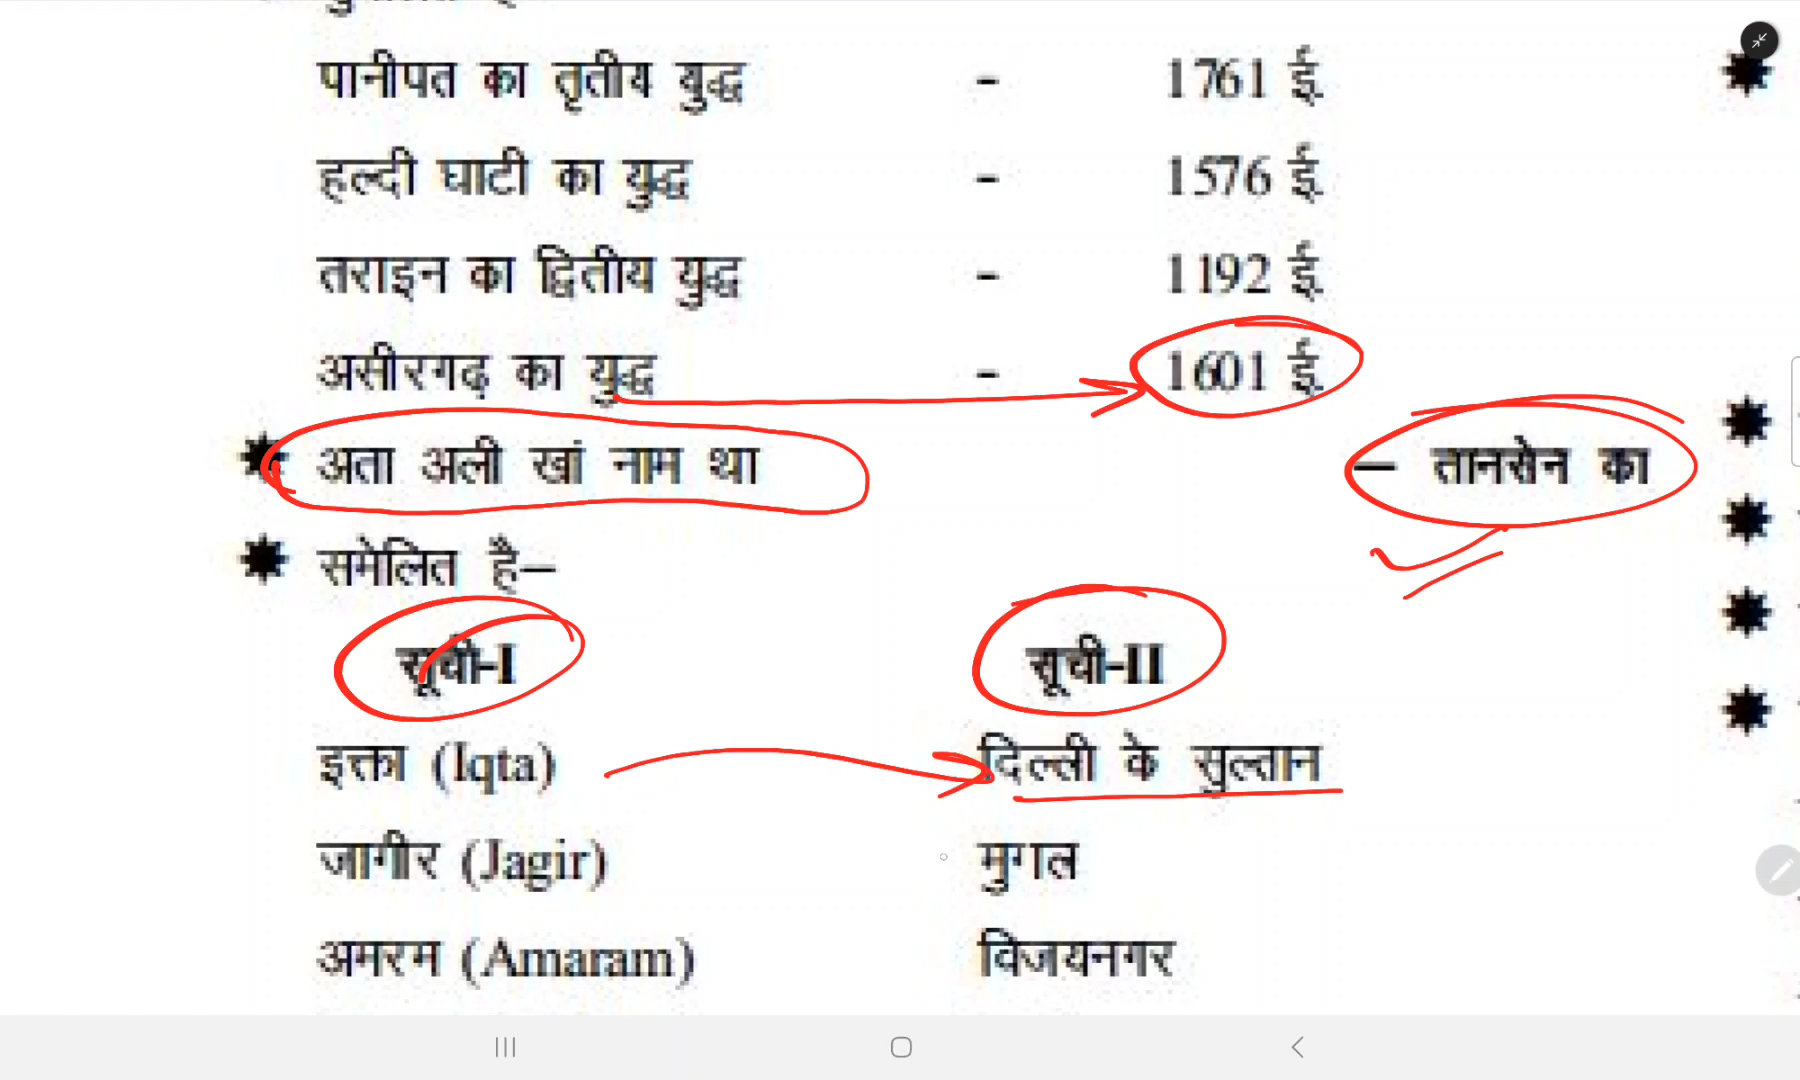 पानीपत का तृतीय युद्ध - 1761 ई
हल्दी घाटी का युद्ध - 1576 ई
तराइन का द्वितीय युद्ध - 1192 ई
असीरगढ़ का युद्ध - 1601 ई
अता अली खां नाम था — तानसेन का
समेलित है—
सूची-I सूची-II
इक्ता (Iqta) दिल्ली के सुल्तान
जागीर (Jagir) मुगल
अमरम (Amaram) विजयनगर